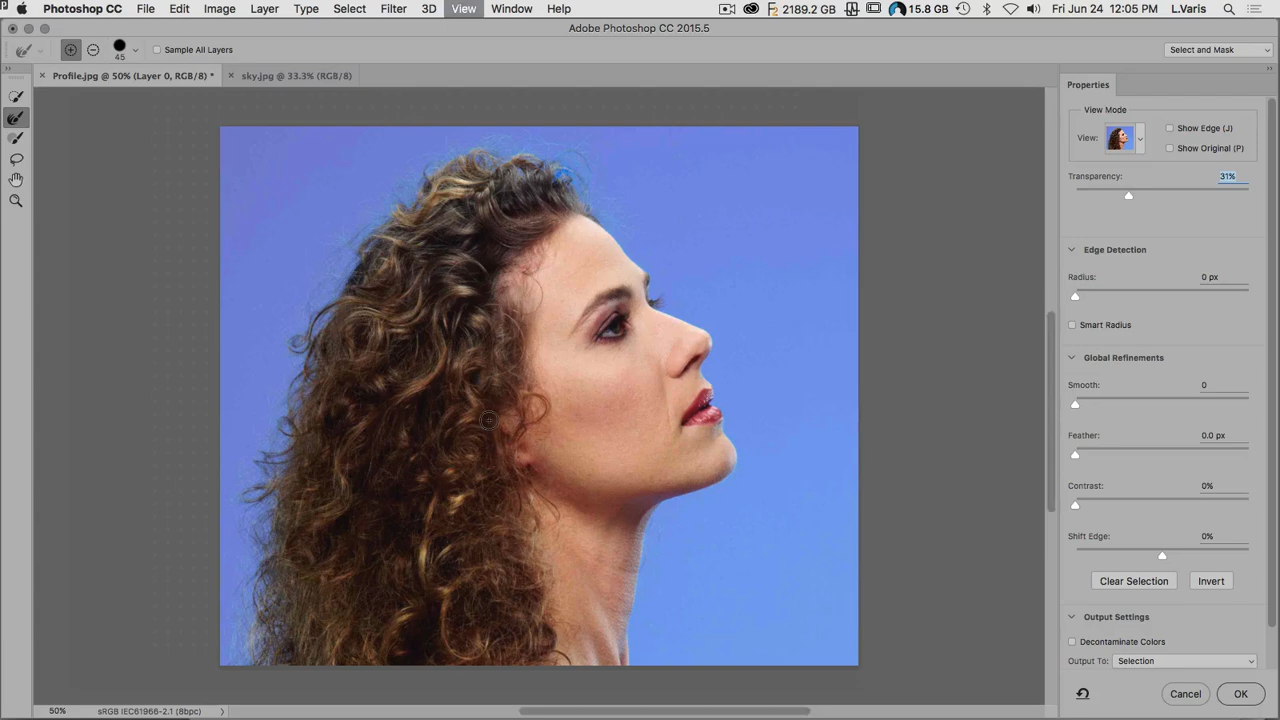 Photoshop CC File Edit Image Layer Type Select Filter 3D View Window Help 2189.2 GB 15.8 GB Fri Jun 24 12:05 PM L.Varis
Adobe Photoshop CC 2015.5
45 Sample All Layers Select and Mask
Profile.jpg @ 50% (Layer 0, RGB/8) * sky.jpg @ 33.3% (RGB/8)
Properties
View Mode
View: Show Edge (J)
Show Original (P)
Transparency: 31%
Edge Detection
Radius: 0 px
Smart Radius
Global Refinements
Smooth: 0
Feather: 0.0 px
Contrast: 0%
Shift Edge: 0%
Clear Selection Invert
Output Settings
Decontaminate Colors
Output To: Selection
Cancel OK
50% sRGB IEC61966-2.1 (8bpc)